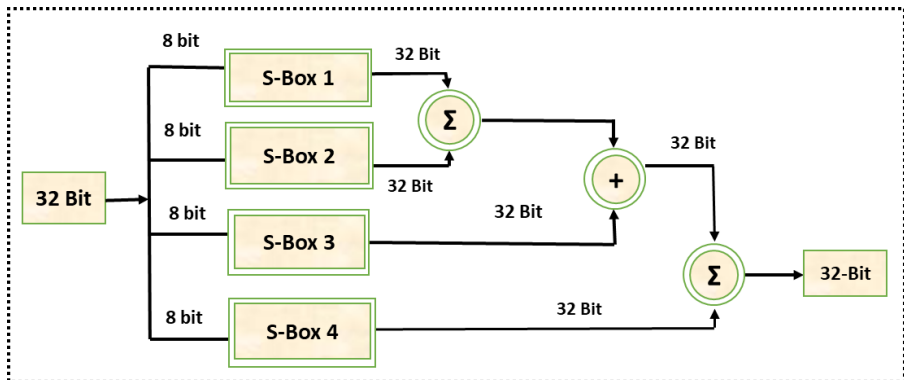 8 bit
S-Box 1
32 Bit
Σ
8 bit
S-Box 2
32 Bit
32 Bit
+
32 Bit
8 bit
S-Box 3
32 Bit
Σ
32-Bit
8 bit
S-Box 4
32 Bit